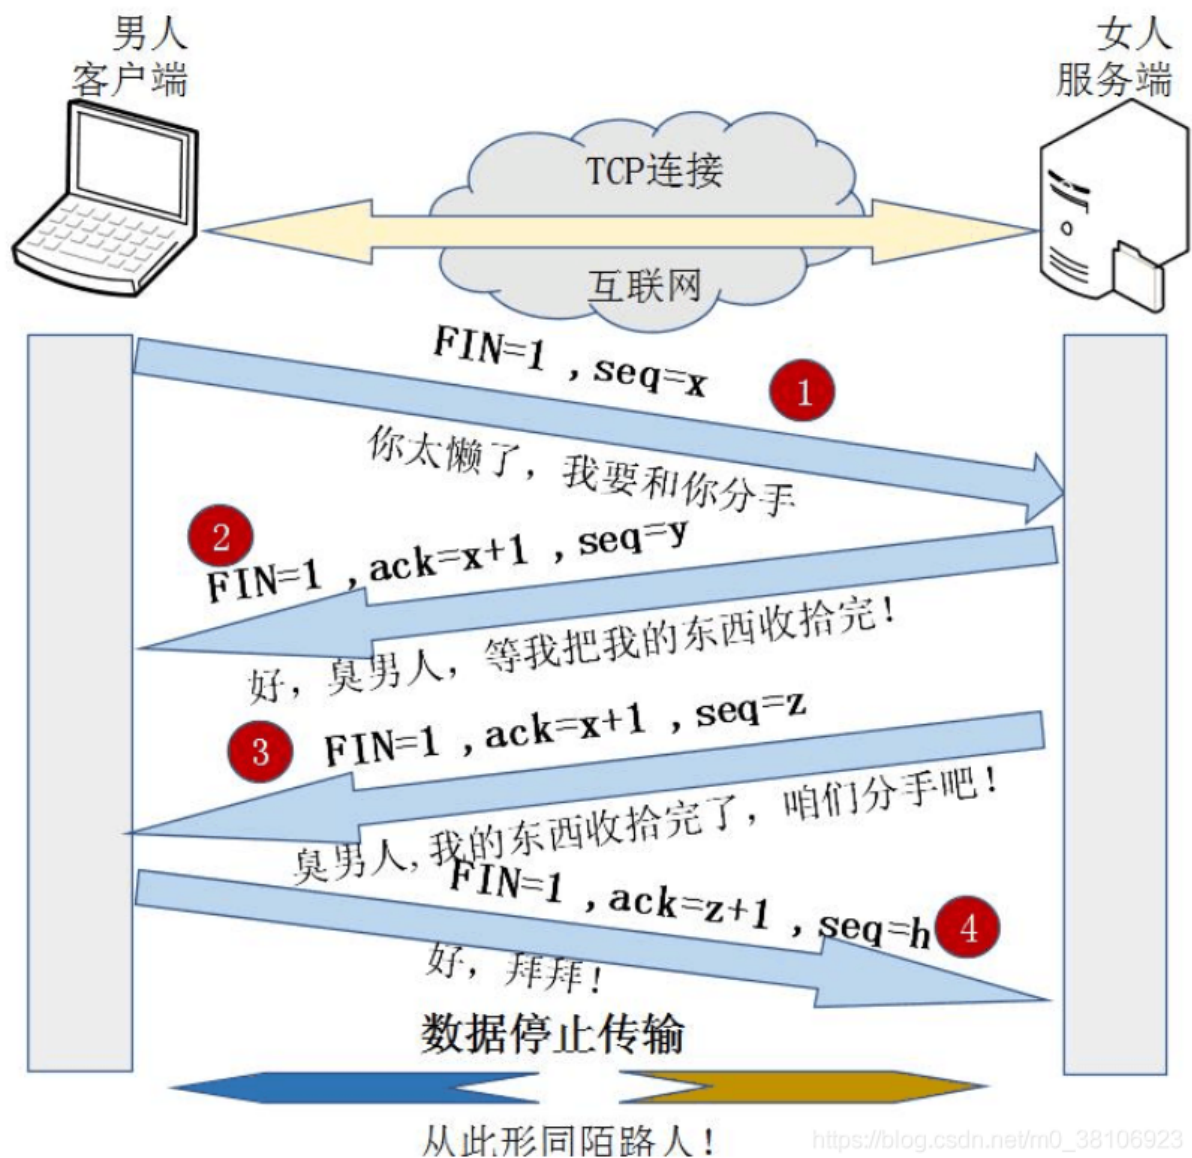 男人
客户端
女人
服务端
TCP连接
互联网
FIN=1 ,seq=x
1
你太懒了，我要和你分手
2
FIN=1 ,ack=x+1 ,seq=y
好，臭男人，等我把我的东西收拾完！
3
FIN=1 ,ack=x+1 ,seq=z
臭男人,我的东西收拾完了，咱们分手吧！
FIN=1 ,ack=z+1 ,seq=h
4
好，拜拜！
数据停止传输
从此形同陌路人！
https://blog.csdn.net/m0_38106923